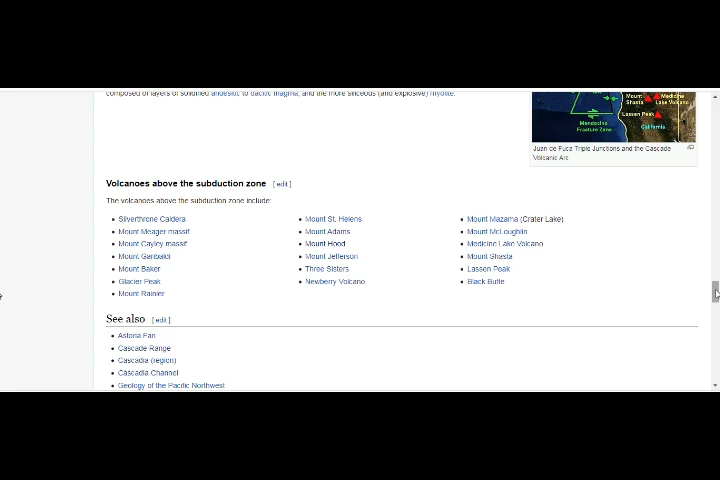 composed of layers of solidified andesitic to dacitic magma, and the more siliceous (and explosive) rhyolite.
Mount Shasta
Medicine Lake Volcano
Lassen Peak
Mendocino Fracture Zone
California
Juan de Fuca Triple Junctions and the Cascade
Volcanic Arc
Volcanoes above the subduction zone [ edit ]
The volcanoes above the subduction zone include:
• Silverthrone Caldera
• Mount Meager massif
• Mount Cayley massif
• Mount Garibaldi
• Mount Baker
• Glacier Peak
• Mount Rainier
• Mount St. Helens
• Mount Adams
• Mount Hood
• Mount Jefferson
• Three Sisters
• Newberry Volcano
• Mount Mazama (Crater Lake)
• Mount McLoughlin
• Medicine Lake Volcano
• Mount Shasta
• Lassen Peak
• Black Butte
See also [ edit ]
• Astoria Fan
• Cascade Range
• Cascadia (region)
• Cascadia Channel
• Geology of the Pacific Northwest